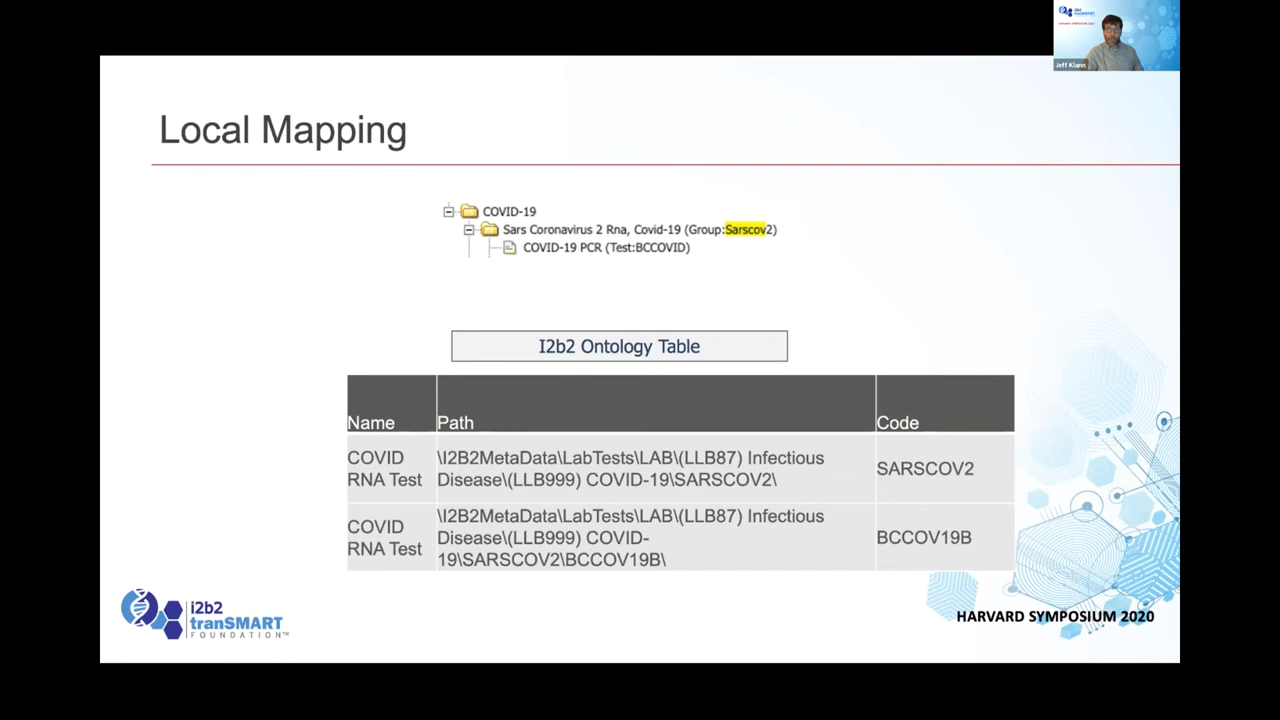 i2b2
tranSMART
Jeff Klann
Local Mapping
COVID-19
Sars Coronavirus 2 Rna, Covid-19 (Group:Sarscov2)
COVID-19 PCR (Test:BCCOVID)
I2b2 Ontology Table
Name Path Code
COVID RNA Test
\I2B2MetaData\LabTests\LAB\(LLB87) Infectious
Disease\(LLB999) COVID-19\SARSCOV2\
SARSCOV2
COVID RNA Test
\I2B2MetaData\LabTests\LAB\(LLB87) Infectious
Disease\(LLB999) COVID-
19\SARSCOV2\BCCOV19B\
BCCOV19B
i2b2
tranSMART
FOUNDATION™
HARVARD SYMPOSIUM 2020